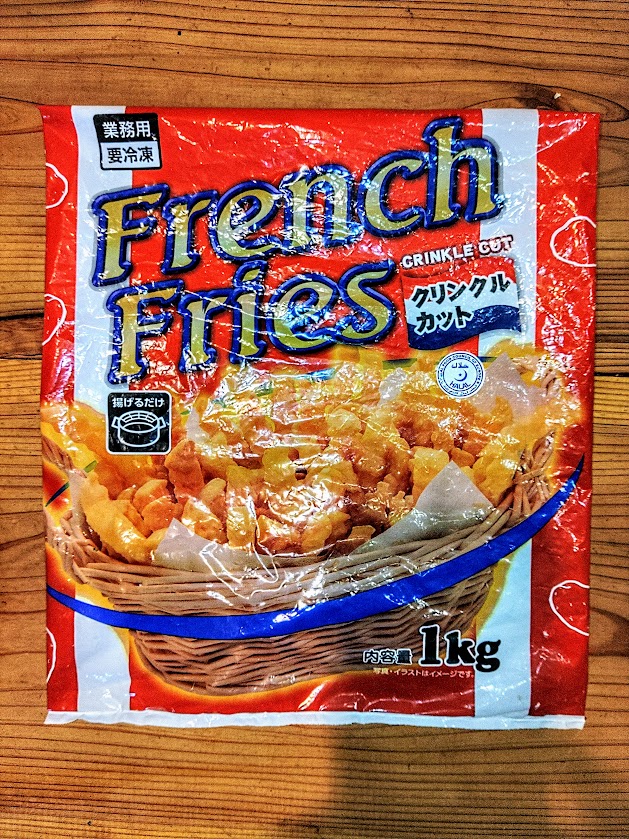 業務用
要冷凍
French
Fries
CRINKLE CUT
クリンクル
カット
揚げるだけ
حلال
HALAL
内容量 1kg
写真・イラストはイメージです。